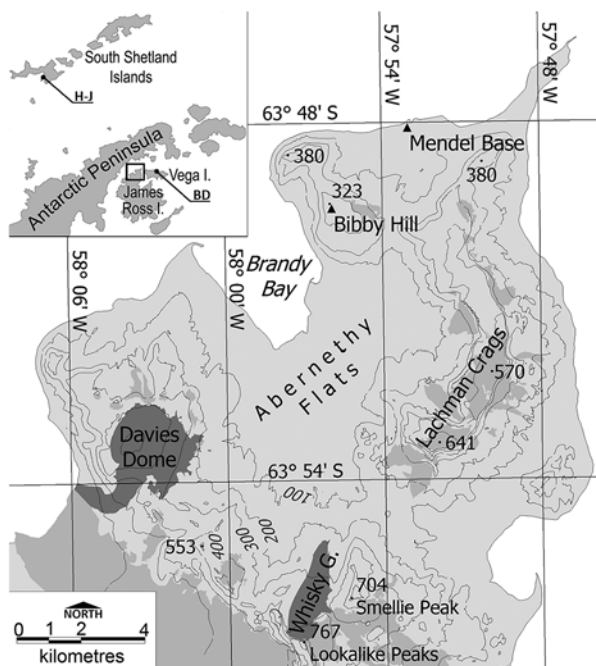 South Shetland
Islands
H-J
Antarctic Peninsula
Vega I.
BD
James
Ross I.
57° 54' W
57° 48' W
63° 48' S
Mendel Base
380
380
323
Bibby Hill
58° 06' W
58° 00' W
Brandy
Bay
Abernethy
Flats
Lachman Crags
570
641
Davies
Dome
63° 54' S
100
200
300
400
553
Whisky G.
704
Smellie Peak
767
Lookalike Peaks
NORTH
0 1 2 4
kilometres